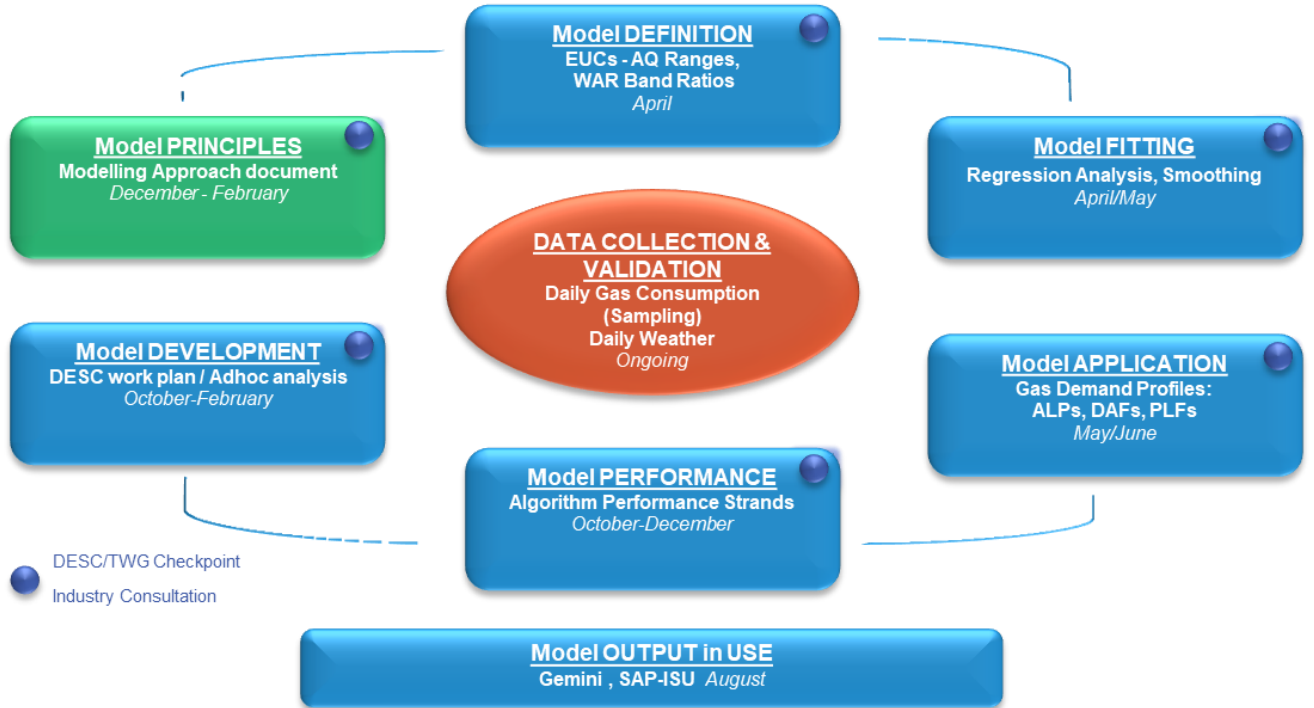 Model DEFINITION
EUCs - AQ Ranges,
WAR Band Ratios
April
Model PRINCIPLES
Modelling Approach document
December - February
Model FITTING
Regression Analysis, Smoothing
April/May
DATA COLLECTION &
VALIDATION
Daily Gas Consumption
(Sampling)
Daily Weather
Ongoing
Model DEVELOPMENT
DESC work plan / Adhoc analysis
October-February
Model APPLICATION
Gas Demand Profiles:
ALPs, DAFs, PLFs
May/June
Model PERFORMANCE
Algorithm Performance Strands
October-December
DESC/TWG Checkpoint
Industry Consultation
Model OUTPUT in USE
Gemini , SAP-ISU August